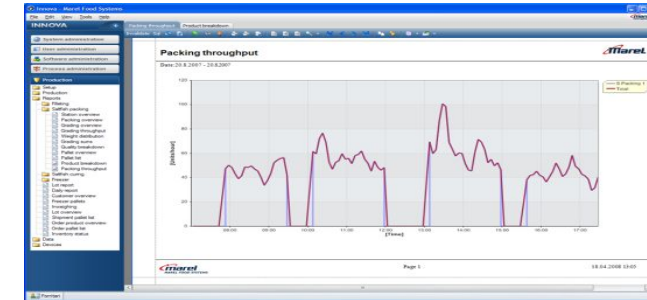 Innova - Marel Food Systems
File Edit View Tools Help
INNOVA
Packing throughput Product breakdown
System administration
User administration
Software administration
Process administration
Production
Setup
Production
Reports
Filleting
Saltfish packing
Station overview
Packing overview
Grading overview
Grading throughput
Weight distribution
Grading sums
Quality breakdown
Pallet overview
Pallet list
Product breakdown
Packing throughput
Saltfish curing
Freezer
Lot report
Daily report
Customer overview
Freezer pallets
Inweighing
Lot overview
Shipment pallet list
Order product overview
Order pallet list
Inventory status
Data
Devices
Packing throughput
marel
Date: 20.8.2007 - 20.8.2007
120
100
80
60
40
20
0
[Units/hour]
09:00 10:00 11:00 12:00 13:00 14:00 15:00 16:00 17:00
[Time]
S Packing 1
Total
marel
Page 1
18.04.2008 13:05